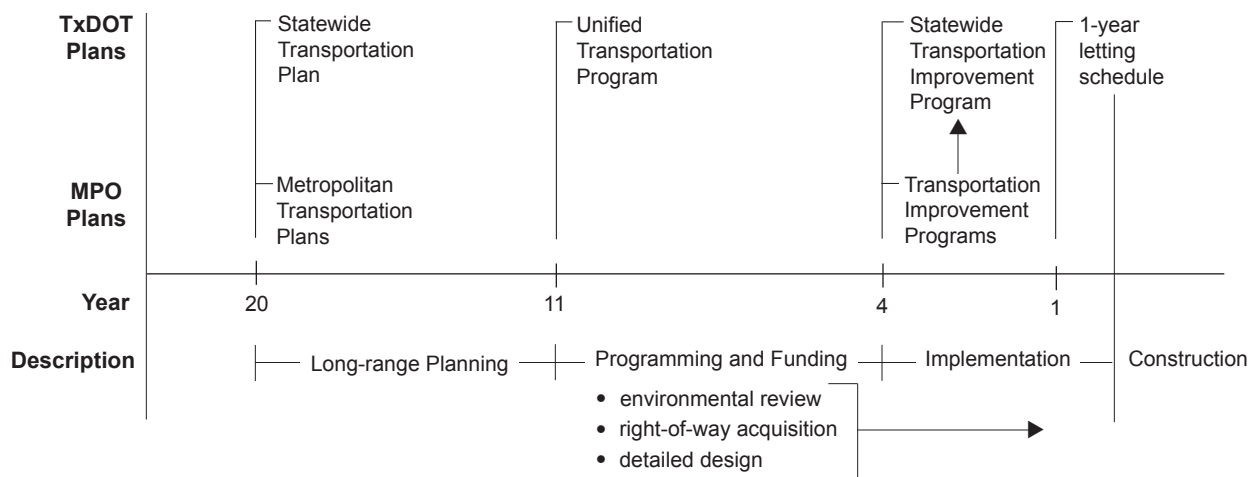 TxDOT
Plans
Statewide
Transportation
Plan
Unified
Transportation
Program
Statewide
Transportation
Improvement
Program
1-year
letting
schedule
MPO
Plans
Metropolitan
Transportation
Plans
Transportation
Improvement
Programs
Year
20
11
4
1
Description
Long-range Planning
Programming and Funding
Implementation
Construction
• environmental review
• right-of-way acquisition
• detailed design